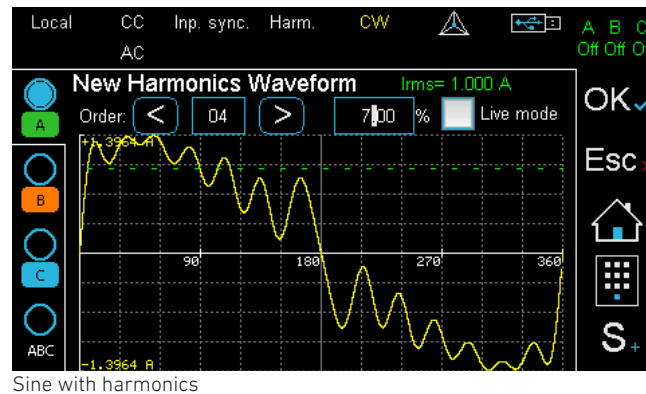 Local CC Inp. sync. Harm. CW A B C
AC Off Off O
New Harmonics Waveform Irms= 1.000 A
A Order: < 04 > 7.00 % Live mode OK
+1.3964 A
B Esc
90 180 270 360
C
ABC
-1.3964 A S+
Sine with harmonics